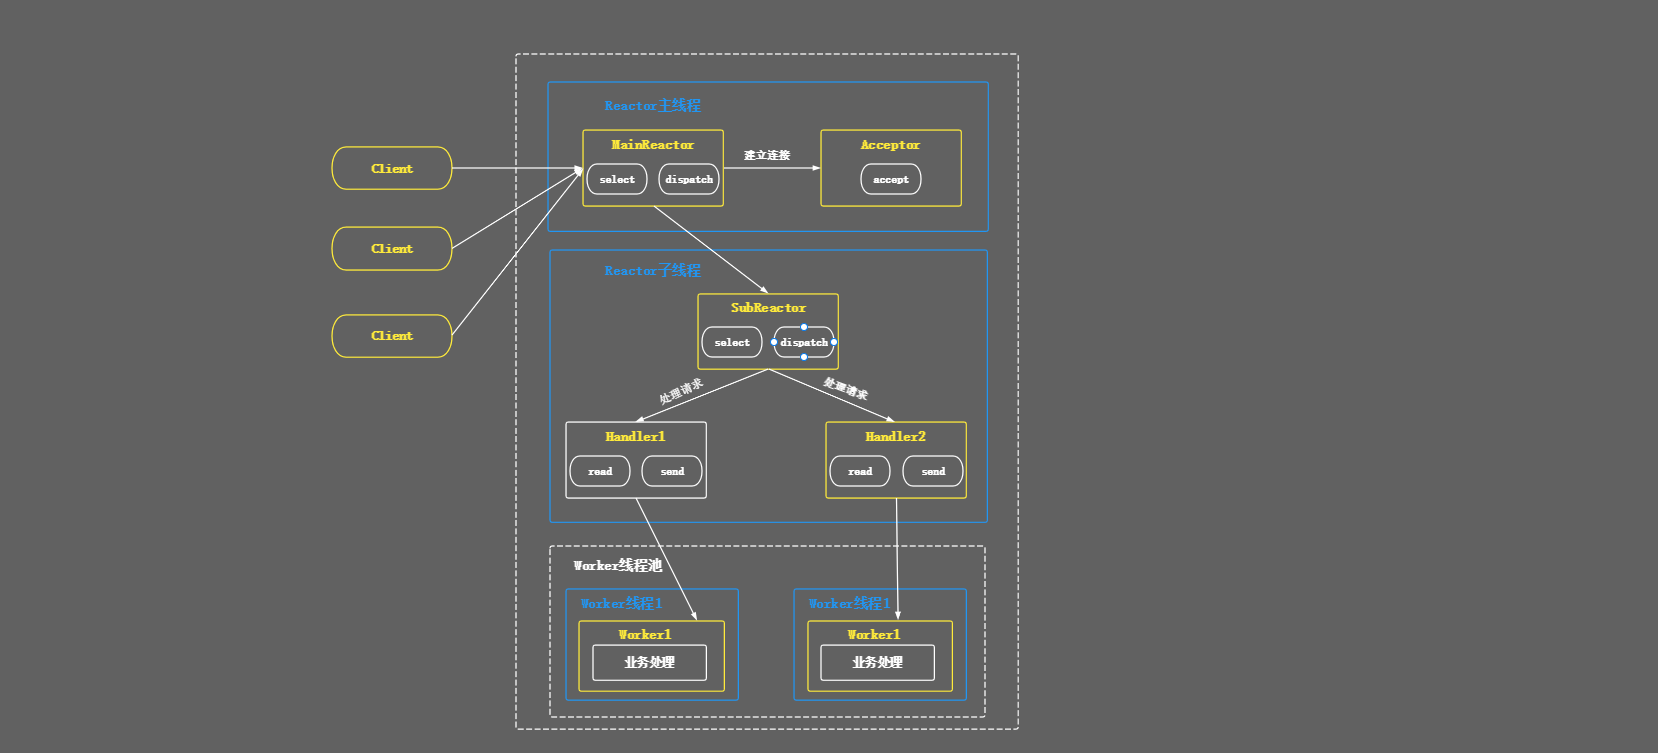 Reactor主线程
MainReactor
select
dispatch
建立连接
Acceptor
accept
Client
Client
Client
Reactor子线程
SubReactor
select
dispatch
处理请求
处理请求
Handler1
read
send
Handler2
read
send
Worker线程池
Worker线程1
Worker1
业务处理
Worker线程1
Worker1
业务处理